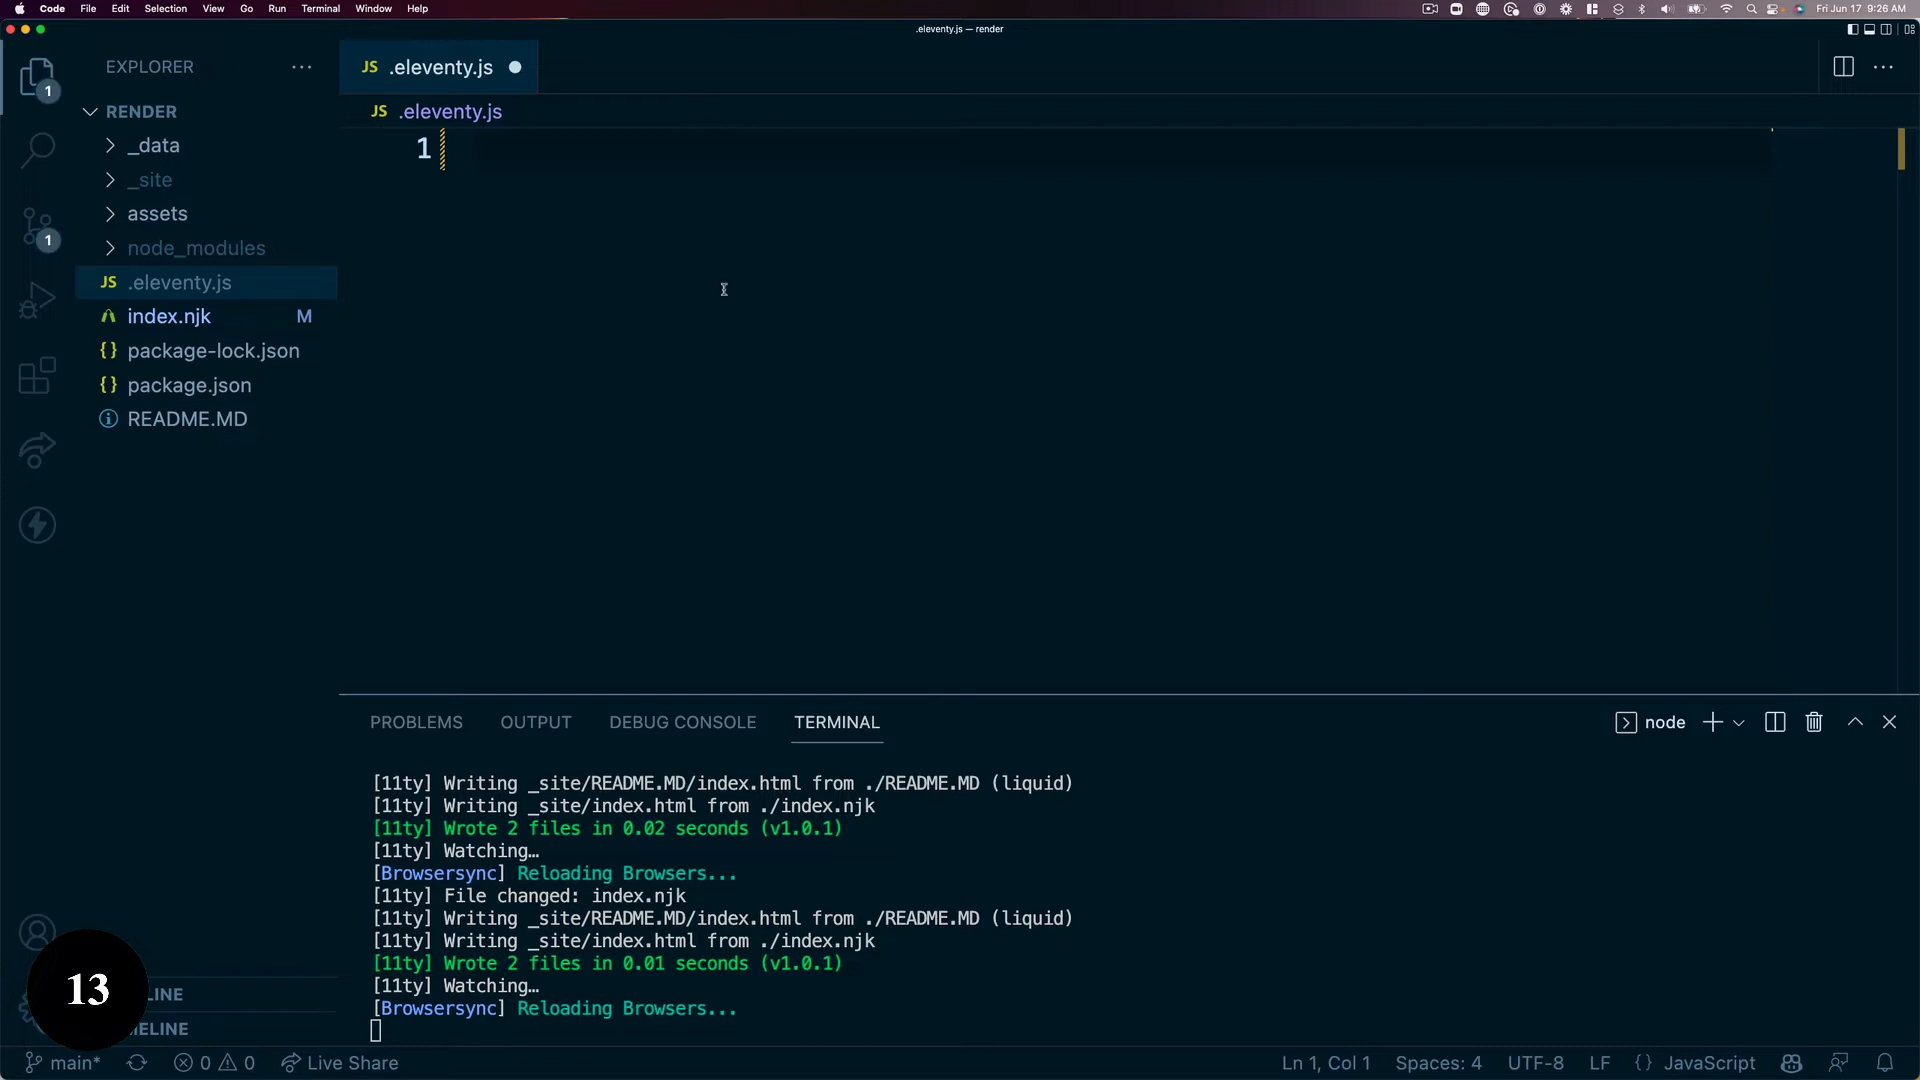 Code File Edit Selection View Go Run Terminal Window Help
Fri Jun 17 9:26 AM
.eleventy.js — render
EXPLORER
JS .eleventy.js
1
RENDER
JS .eleventy.js
_data
1
_site
assets
1
node_modules
JS .eleventy.js
index.njk M
{} package-lock.json
{} package.json
README.MD
PROBLEMS OUTPUT DEBUG CONSOLE TERMINAL
node
[11ty] Writing _site/README.MD/index.html from ./README.MD (liquid)
[11ty] Writing _site/index.html from ./index.njk
[11ty] Wrote 2 files in 0.02 seconds (v1.0.1)
[11ty] Watching…
[Browsersync] Reloading Browsers...
[11ty] File changed: index.njk
[11ty] Writing _site/README.MD/index.html from ./README.MD (liquid)
[11ty] Writing _site/index.html from ./index.njk
[11ty] Wrote 2 files in 0.01 seconds (v1.0.1)
[11ty] Watching…
[Browsersync] Reloading Browsers...
13
LINE
MELINE
main* 0 0 Live Share
Ln 1, Col 1 Spaces: 4 UTF-8 LF {} JavaScript